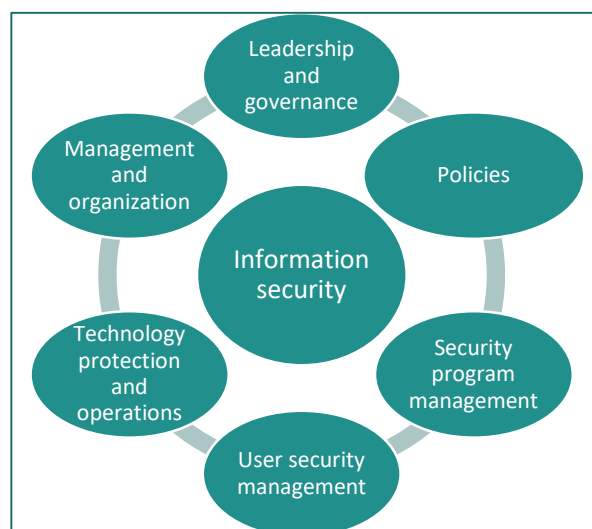 Leadership
and
governance
Policies
Security
program
management
User security
management
Technology
protection
and
operations
Management
and
organization
Information
security